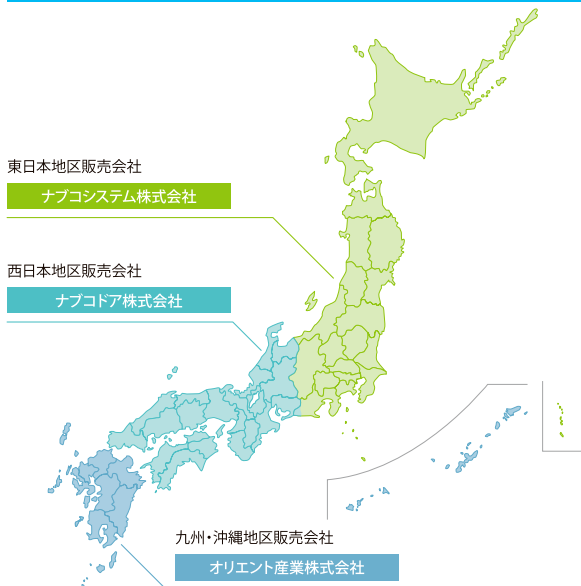 東日本地区販売会社
ナブコシステム株式会社
西日本地区販売会社
ナブコドア株式会社
九州・沖縄地区販売会社
オリエント産業株式会社